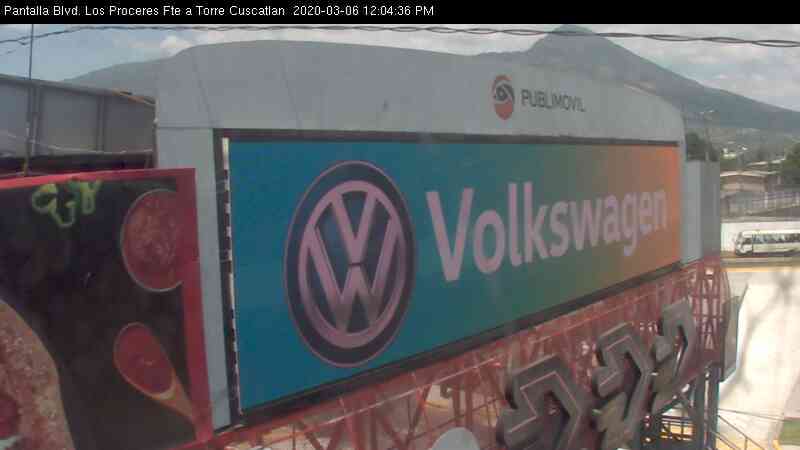 Pantalla Blvd. Los Proceres Fte a Torre Cuscatlan 2020-03-06 12:04:36 PM
PUBLIMOVIL
Volkswagen